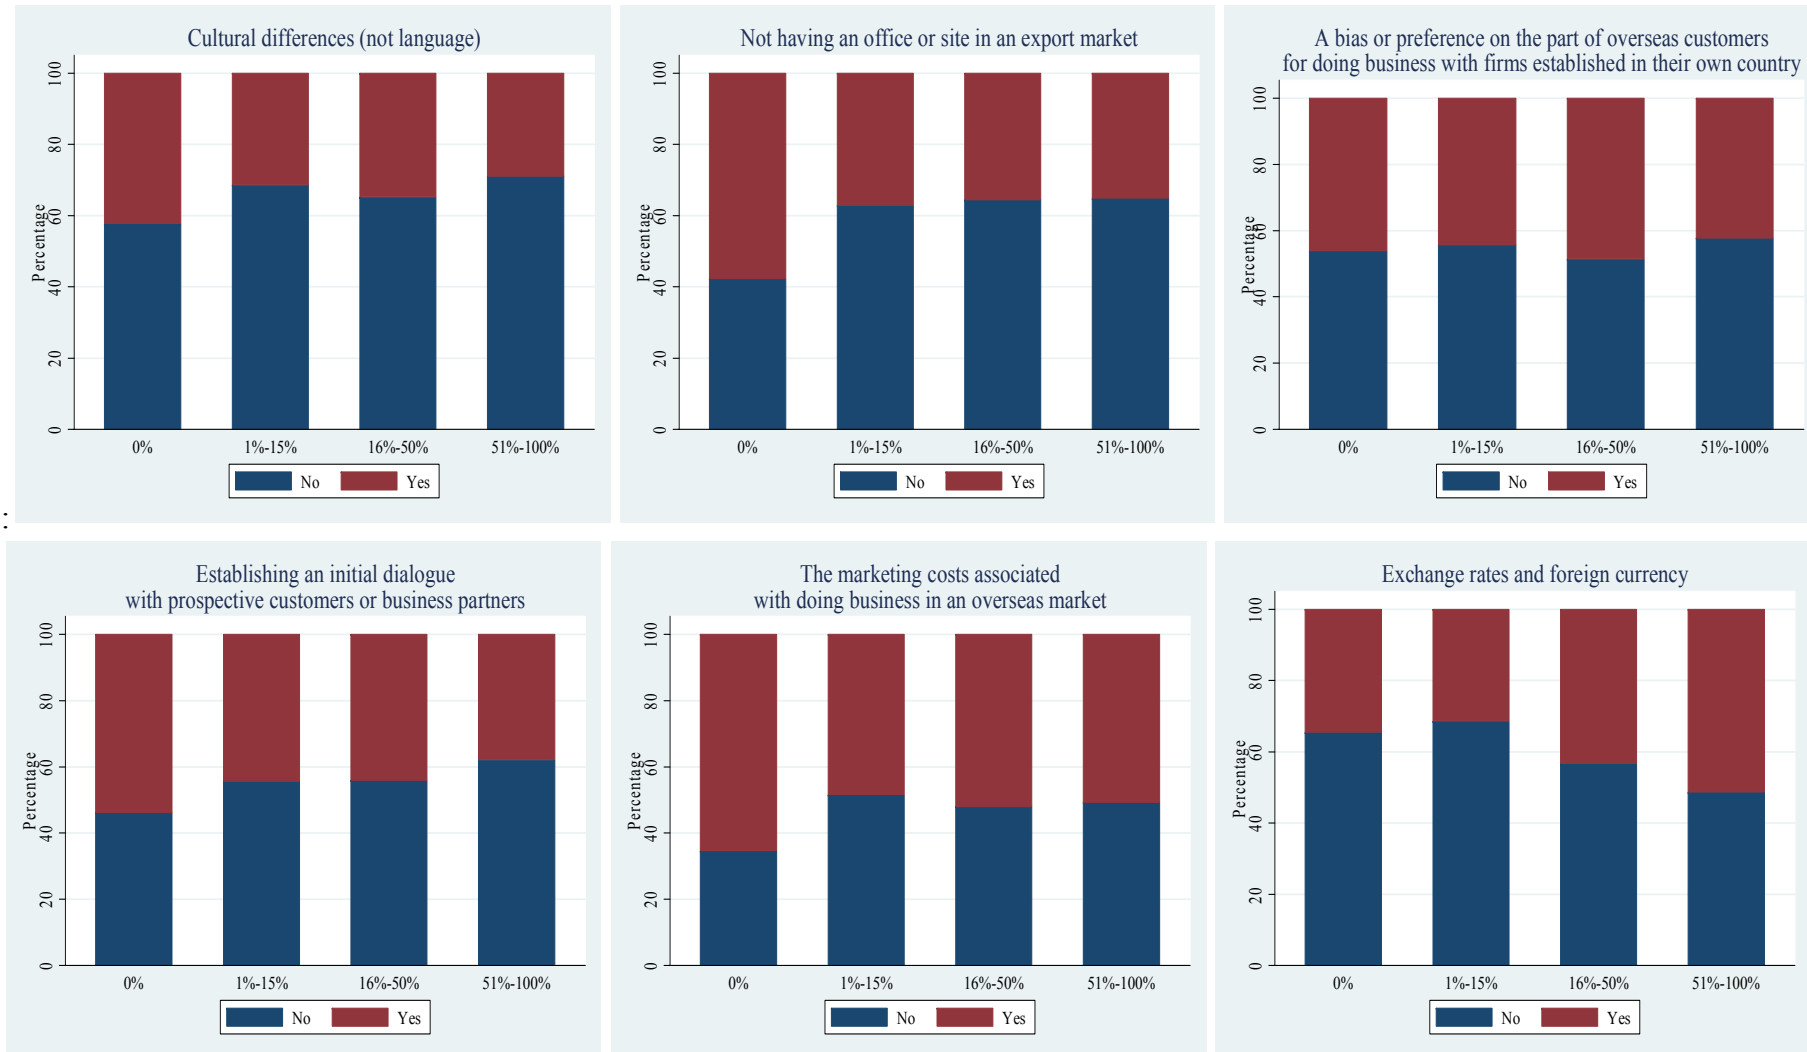 Cultural differences (not language)
Percentage
0 20 40 60 80 100
0% 1%-15% 16%-50% 51%-100%
No Yes
Not having an office or site in an export market
Percentage
0 20 40 60 80 100
0% 1%-15% 16%-50% 51%-100%
No Yes
A bias or preference on the part of overseas customers
for doing business with firms established in their own country
Percentage
0 20 40 60 80 100
0% 1%-15% 16%-50% 51%-100%
No Yes
:
Establishing an initial dialogue
with prospective customers or business partners
Percentage
0 20 40 60 80 100
0% 1%-15% 16%-50% 51%-100%
No Yes
The marketing costs associated
with doing business in an overseas market
Percentage
0 20 40 60 80 100
0% 1%-15% 16%-50% 51%-100%
No Yes
Exchange rates and foreign currency
Percentage
0 20 40 60 80 100
0% 1%-15% 16%-50% 51%-100%
No Yes